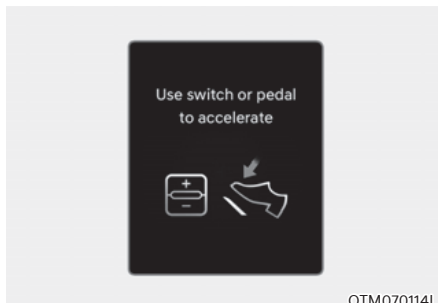 Use switch or pedal
to accelerate
+
−
OTM070114L